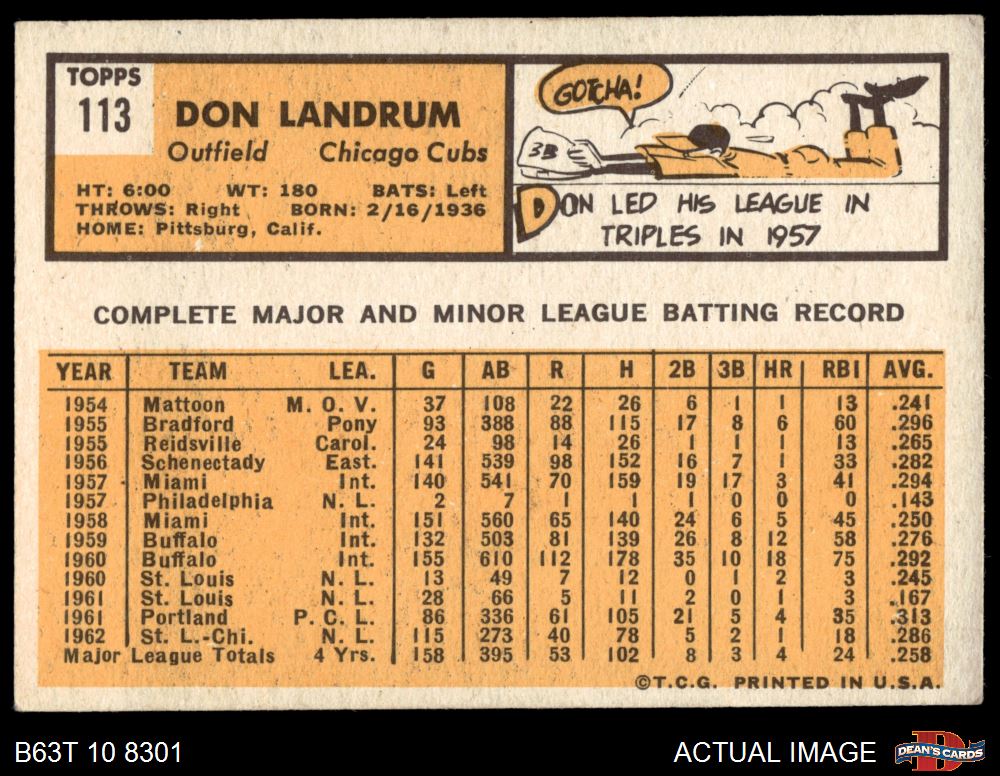 TOPPS
113
DON LANDRUM
Outfield Chicago Cubs
HT: 6:00 WT: 180 BATS: Left
THROWS: Right BORN: 2/16/1936
HOME: Pittsburg, Calif.
GOTCHA!
3B
DON LED HIS LEAGUE IN
TRIPLES IN 1957
COMPLETE MAJOR AND MINOR LEAGUE BATTING RECORD
YEAR TEAM LEA. G AB R H 2B 3B HR RBI AVG.
1954 Mattoon M. O. V. 37 108 22 26 6 1 1 13 .241
1955 Bradford Pony 93 388 88 115 17 8 6 60 .296
1955 Reidsville Carol. 24 98 14 26 1 1 1 13 .265
1956 Schenectady East. 141 539 98 152 16 7 1 33 .282
1957 Miami Int. 140 541 70 159 19 17 3 41 .294
1957 Philadelphia N. L. 2 7 1 1 1 0 0 0 .143
1958 Miami Int. 151 560 65 140 24 6 5 45 .250
1959 Buffalo Int. 132 503 81 139 26 8 12 58 .276
1960 Buffalo Int. 155 610 112 178 35 10 18 75 .292
1960 St. Louis N. L. 13 49 7 12 0 1 2 3 .245
1961 St. Louis N. L. 28 66 5 11 2 0 1 3 .167
1961 Portland P. C. L. 86 336 61 105 21 5 4 35 .313
1962 St. L.-Chi. N. L. 115 273 40 78 5 2 1 18 .286
Major League Totals 4 Yrs. 158 395 53 102 8 3 4 24 .258
©T.C.G. PRINTED IN U.S.A.
B63T 10 8301
ACTUAL IMAGE
DEAN'S CARDS